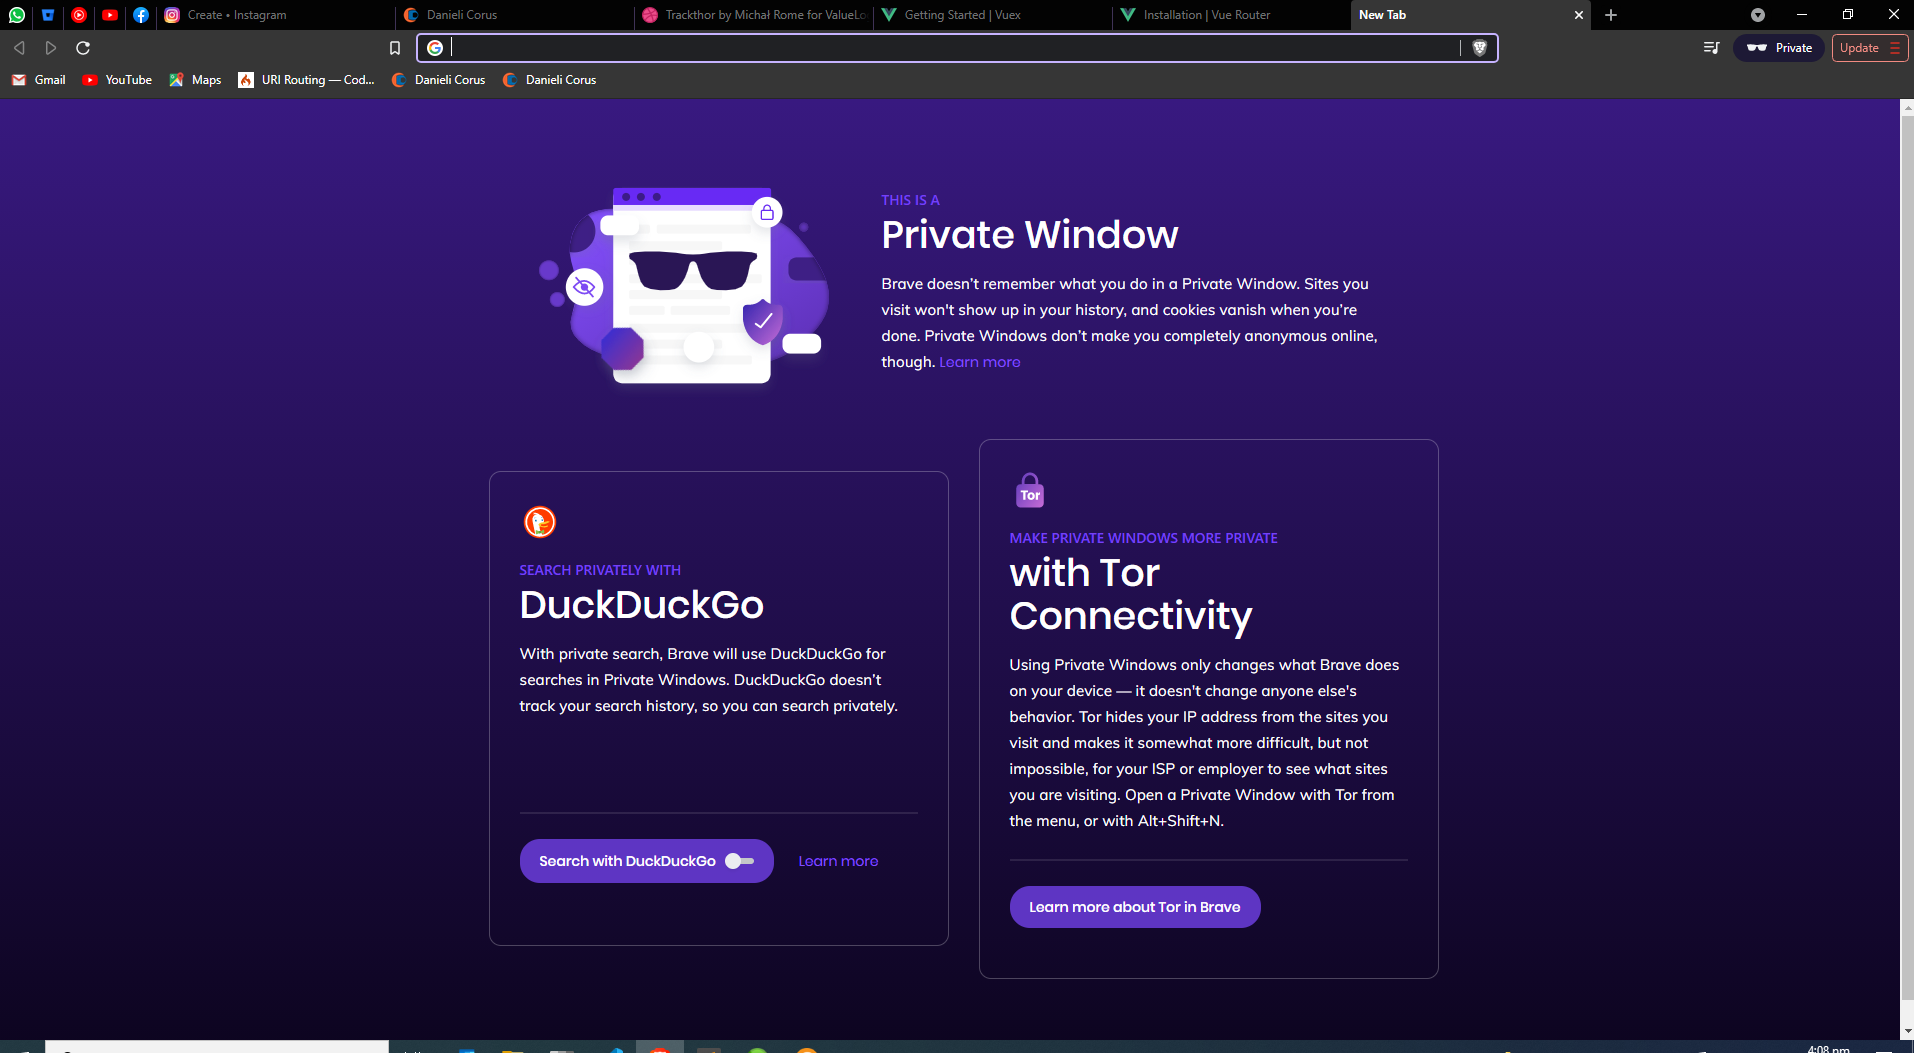 Create • Instagram
Danieli Corus
Trackthor by Michał Rome for ValueLo
Getting Started | Vuex
Installation | Vue Router
New Tab
Private
Update
Gmail
YouTube
Maps
URI Routing — Cod...
Danieli Corus
Danieli Corus
THIS IS A
Private Window
Brave doesn’t remember what you do in a Private Window. Sites you
visit won't show up in your history, and cookies vanish when you’re
done. Private Windows don’t make you completely anonymous online,
though. Learn more
SEARCH PRIVATELY WITH
DuckDuckGo
With private search, Brave will use DuckDuckGo for
searches in Private Windows. DuckDuckGo doesn’t
track your search history, so you can search privately.
Search with DuckDuckGo
Learn more
Tor
MAKE PRIVATE WINDOWS MORE PRIVATE
with Tor
Connectivity
Using Private Windows only changes what Brave does
on your device — it doesn't change anyone else's
behavior. Tor hides your IP address from the sites you
visit and makes it somewhat more difficult, but not
impossible, for your ISP or employer to see what sites
you are visiting. Open a Private Window with Tor from
the menu, or with Alt+Shift+N.
Learn more about Tor in Brave
4:08 pm